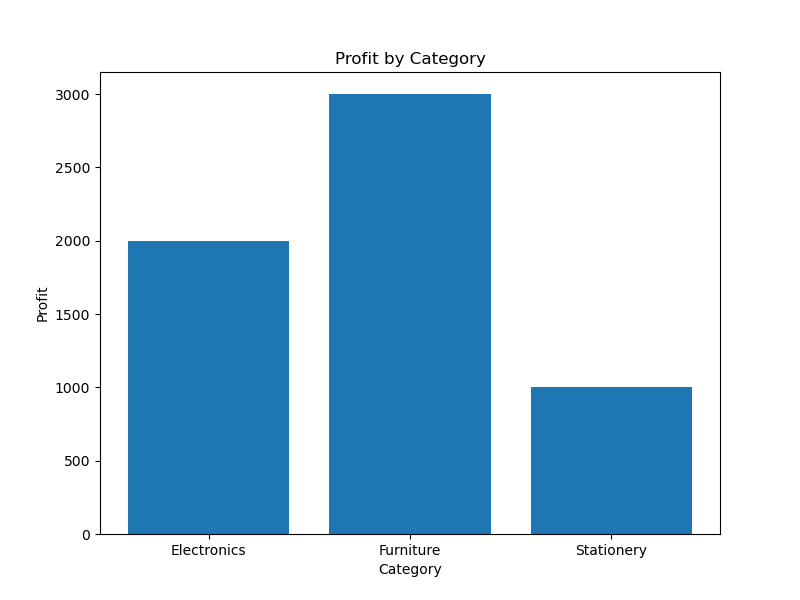 Profit by Category
Profit
3000
2500
2000
1500
1000
500
0
Electronics Furniture Stationery
Category